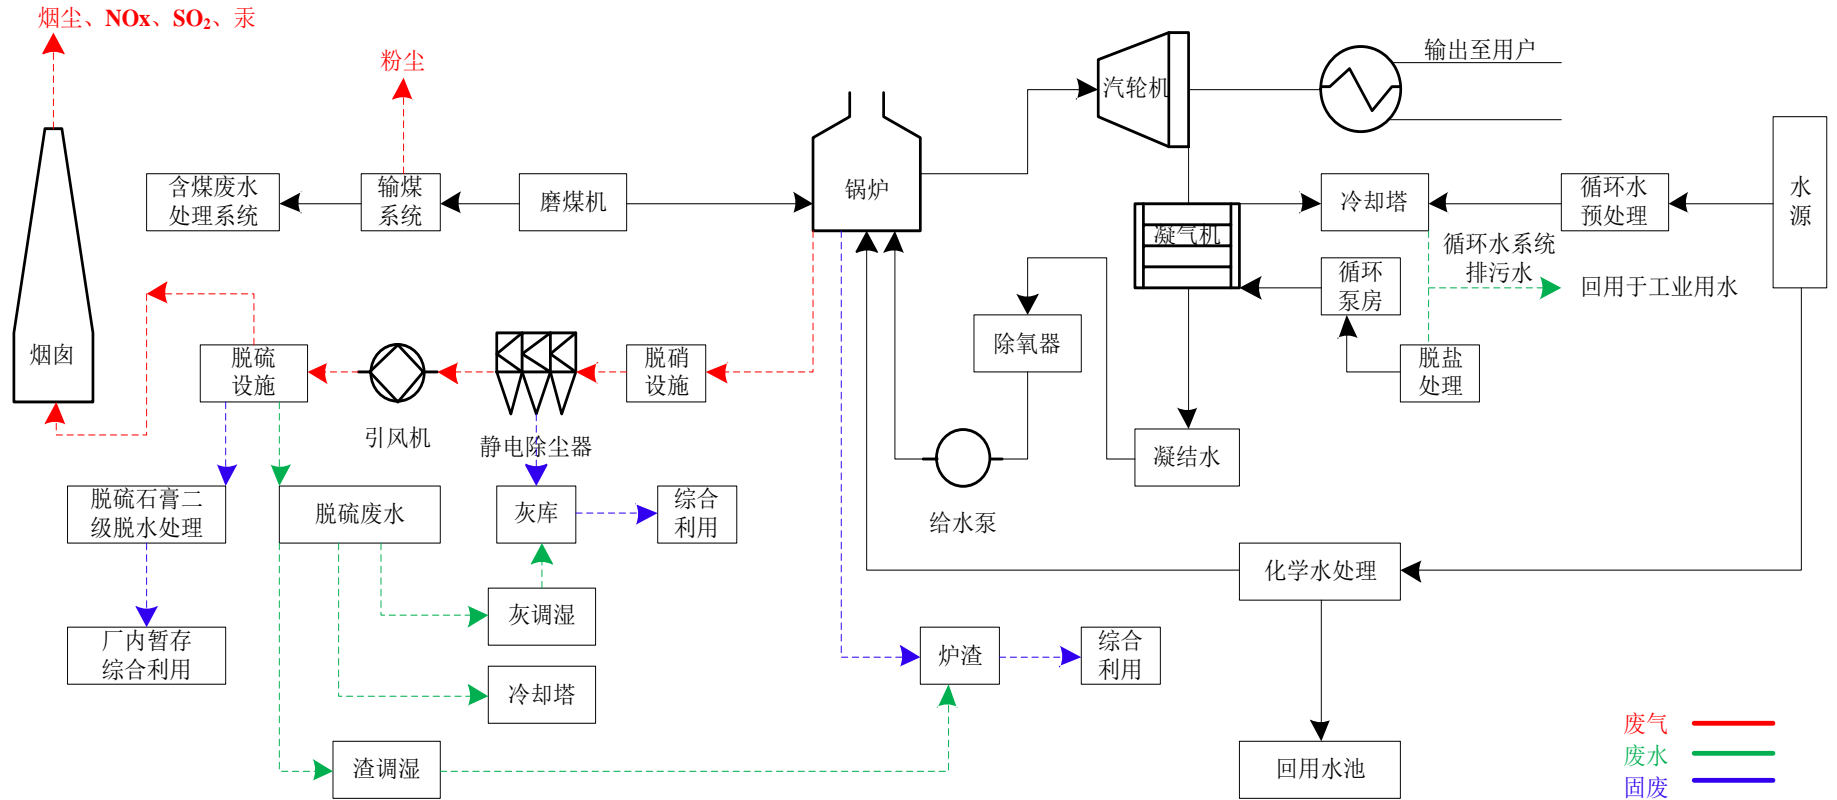 烟尘、NOx、SO₂、汞
粉尘
汽轮机
输出至用户
含煤废水
处理系统
输煤
系统
磨煤机
锅炉
凝气机
冷却塔
循环水
预处理
水
源
循环水系统
排污水
循环
泵房
回用于工业用水
烟囱
脱硫
设施
引风机
静电除尘器
脱硝
设施
除氧器
脱盐
处理
凝结水
给水泵
脱硫石膏二
级脱水处理
脱硫废水
灰库
综合
利用
化学水处理
灰调湿
厂内暂存
综合利用
冷却塔
炉渣
综合
利用
渣调湿
回用水池
废气
废水
固废